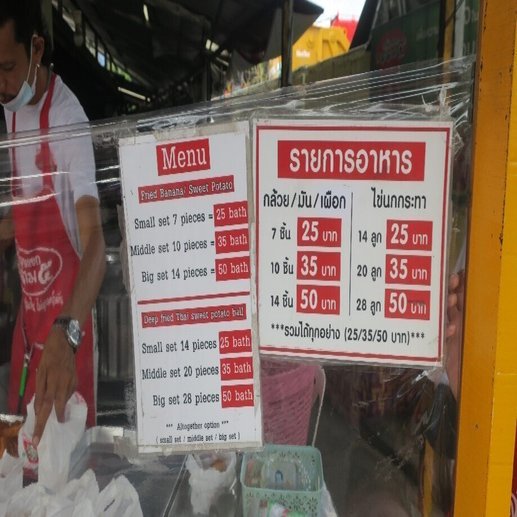 Menu
Fried Banana/ Sweet Potato
Small set 7 pieces = 25 bath
Middle set 10 pieces = 35 bath
Big set 14 pieces = 50 bath
Deep fried Thai sweet potato ball
Small set 14 pieces 25 bath
Middle set 20 pieces 35 bath
Big set 28 pieces 50 bath
*** Altogether option ***
( small set / middle set / big set )
รายการอาหาร
กล้วย/มัน/เผือก
7 ชิ้น 25 บาท
10 ชิ้น 35 บาท
14 ชิ้น 50 บาท
ไข่นกกระทา
14 ลูก 25 บาท
20 ลูก 35 บาท
28 ลูก 50 บาท
***รวมได้ทุกอย่าง (25/35/50 บาท)***